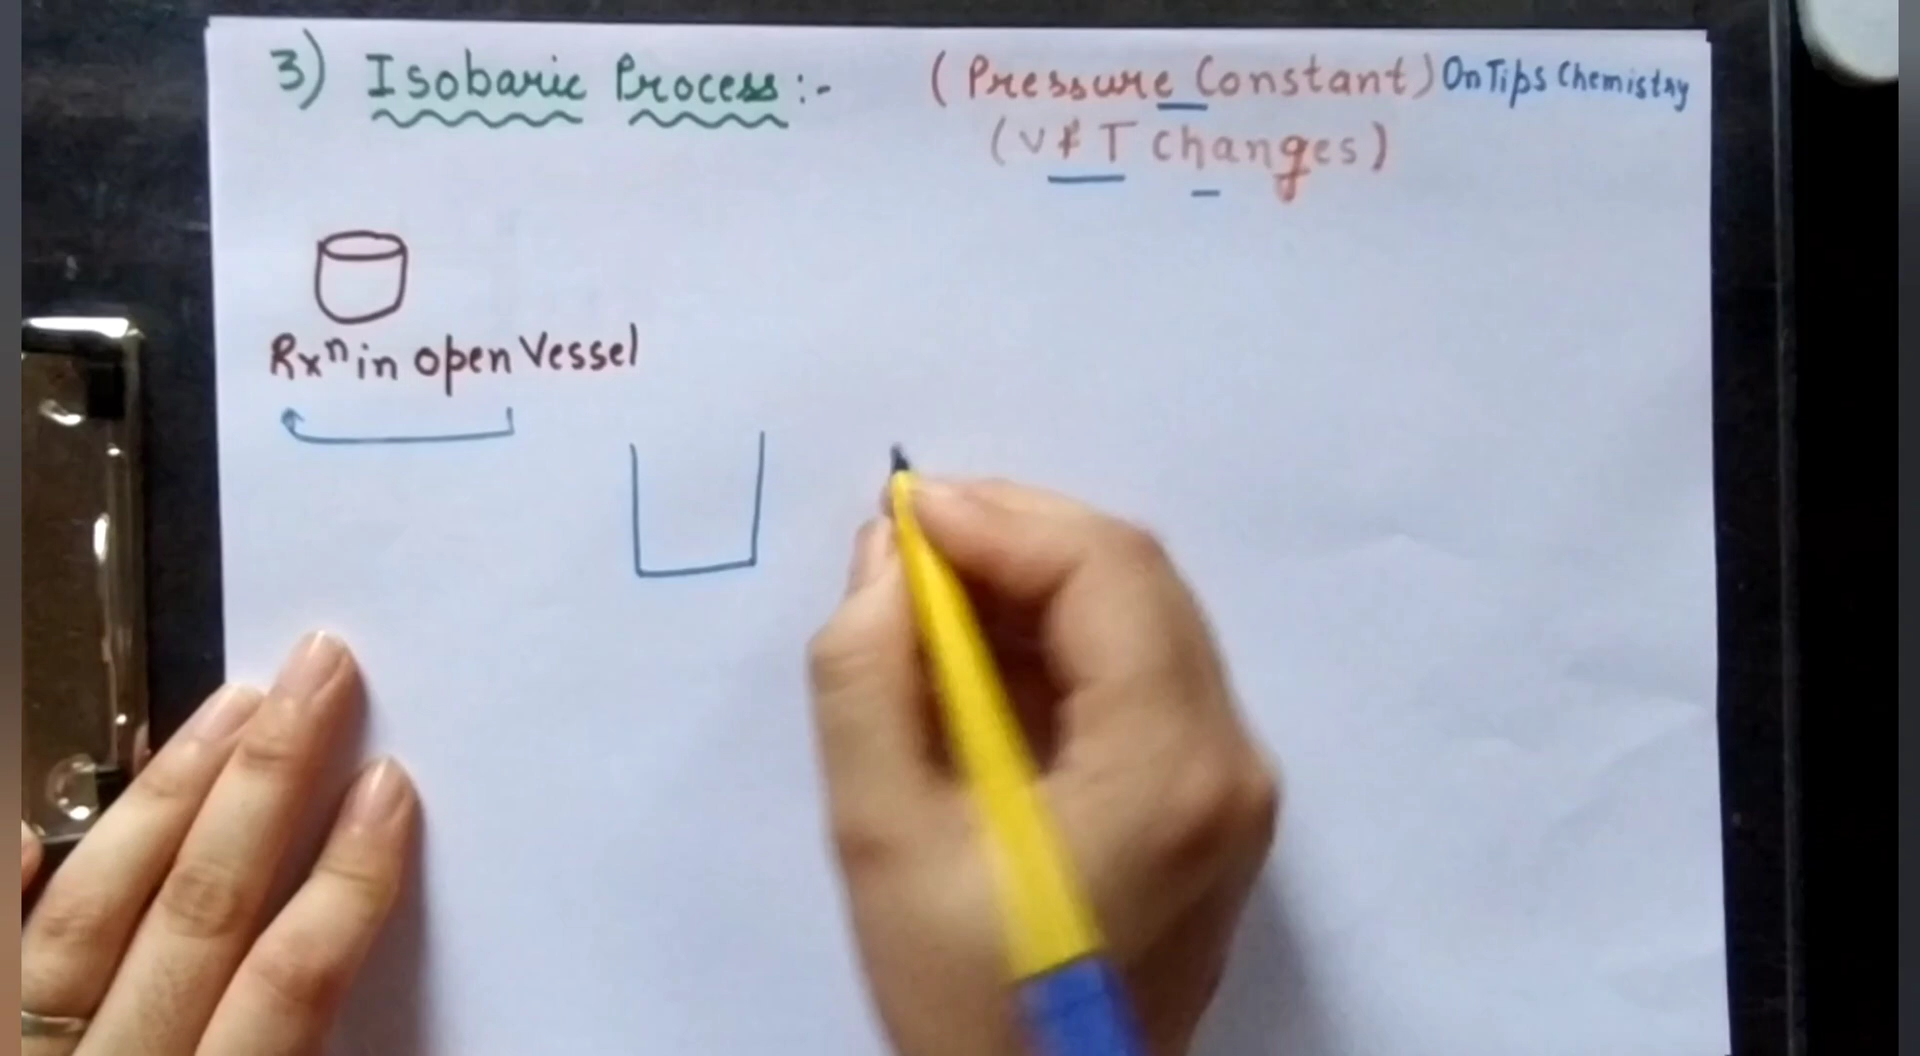 3) Isobaric Process :- (Pressure Constant) OnTips Chemistry
(V & T Changes)
Rxⁿ in open Vessel